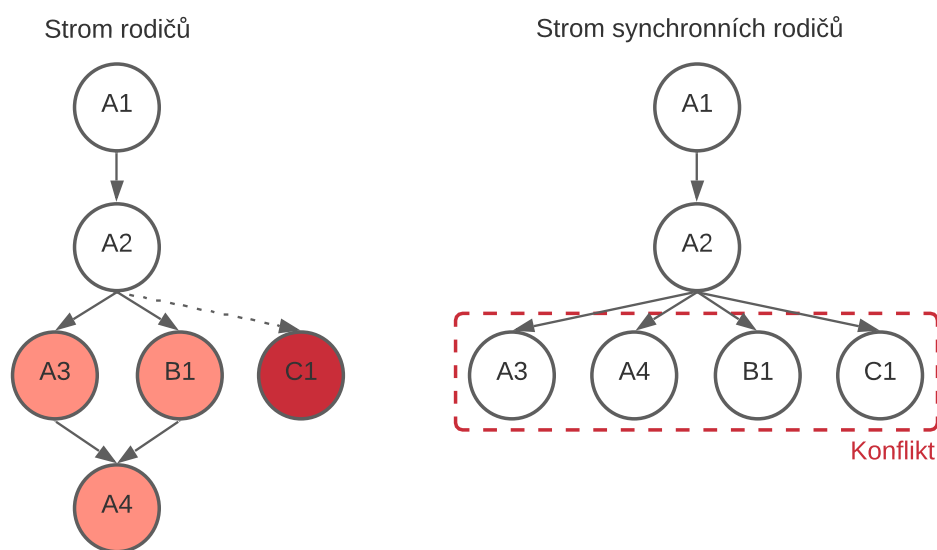 Strom rodičů
A1
A2
A3
B1
C1
A4
Strom synchronních rodičů
A1
A2
A3
A4
B1
C1
Konflikt